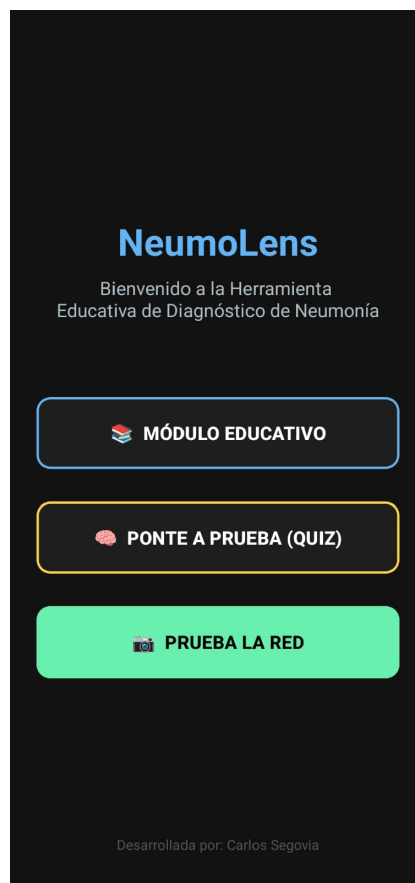 NeumoLens
Bienvenido a la Herramienta
Educativa de Diagnóstico de Neumonía
📚 MÓDULO EDUCATIVO
🧠 PONTE A PRUEBA (QUIZ)
📷 PRUEBA LA RED
Desarrollada por: Carlos Segovia